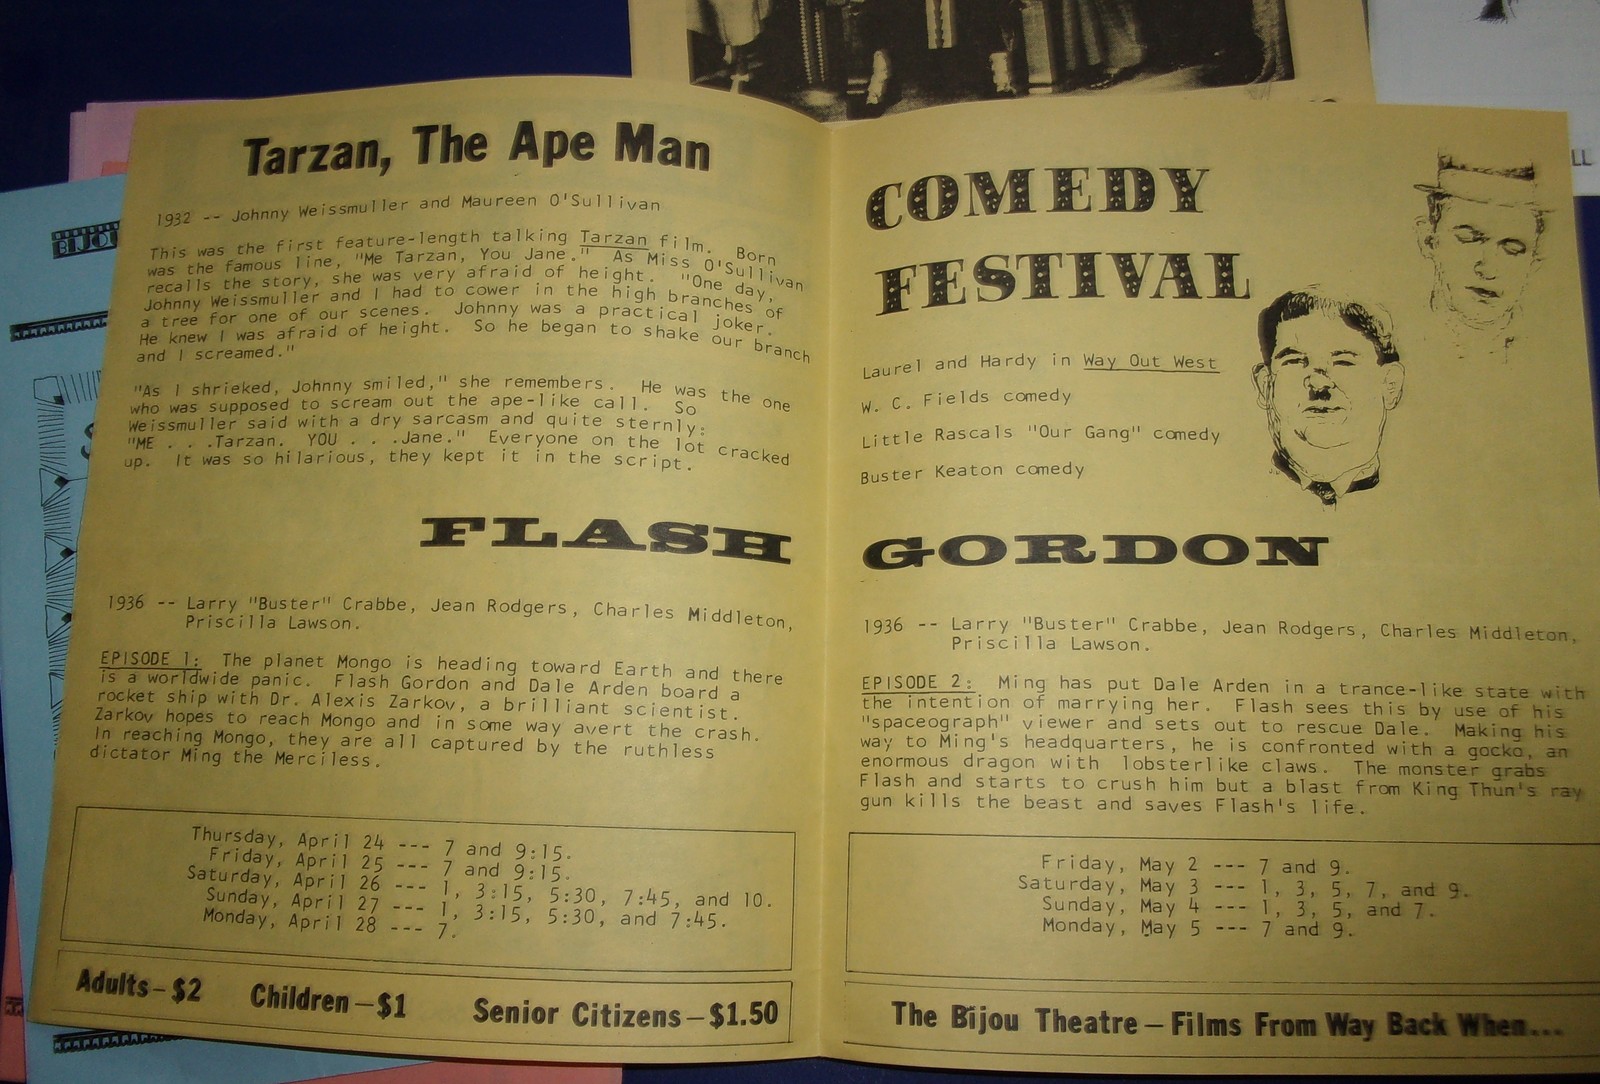 Tarzan, The Ape Man
1932 -- Johnny Weissmuller and Maureen O'Sullivan
This was the first feature-length talking Tarzan film. Born
was the famous line, "Me Tarzan, You Jane." As Miss O'Sullivan
recalls the story, she was very afraid of height. "One day,
Johnny Weissmuller and I had to cower in the high branches of
a tree for one of our scenes. Johnny was a practical joker.
He knew I was afraid of height. So he began to shake our branch
and I screamed."
"As I shrieked, Johnny smiled," she remembers. He was the one
who was supposed to scream out the ape-like call. So
Weissmuller said with a dry sarcasm and quite sternly:
"ME . . .Tarzan. YOU . . .Jane." Everyone on the lot cracked
up. It was so hilarious, they kept it in the script.
FLASH
1936 -- Larry "Buster" Crabbe, Jean Rodgers, Charles Middleton,
Priscilla Lawson.
EPISODE 1: The planet Mongo is heading toward Earth and there
is a worldwide panic. Flash Gordon and Dale Arden board a
rocket ship with Dr. Alexis Zarkov, a brilliant scientist.
Zarkov hopes to reach Mongo and in some way avert the crash.
In reaching Mongo, they are all captured by the ruthless
dictator Ming the Merciless.
Thursday, April 24 --- 7 and 9:15.
Friday, April 25 --- 7 and 9:15.
Saturday, April 26 --- 1, 3:15, 5:30, 7:45, and 10.
Sunday, April 27 --- 1, 3:15, 5:30, and 7:45.
Monday, April 28 --- 7.
Adults—$2 Children—$1 Senior Citizens—$1.50
COMEDY
FESTIVAL
Laurel and Hardy in Way Out West
W. C. Fields comedy
Little Rascals "Our Gang" comedy
Buster Keaton comedy
GORDON
1936 -- Larry "Buster" Crabbe, Jean Rodgers, Charles Middleton,
Priscilla Lawson.
EPISODE 2: Ming has put Dale Arden in a trance-like state with
the intention of marrying her. Flash sees this by use of his
"spaceograph" viewer and sets out to rescue Dale. Making his
way to Ming's headquarters, he is confronted with a gocko, an
enormous dragon with lobsterlike claws. The monster grabs
Flash and starts to crush him but a blast from King Thun's ray
gun kills the beast and saves Flash's life.
Friday, May 2 --- 7 and 9.
Saturday, May 3 --- 1, 3, 5, 7, and 9.
Sunday, May 4 --- 1, 3, 5, and 7.
Monday, May 5 --- 7 and 9.
The Bijou Theatre—Films From Way Back When...
BIJOU
LL